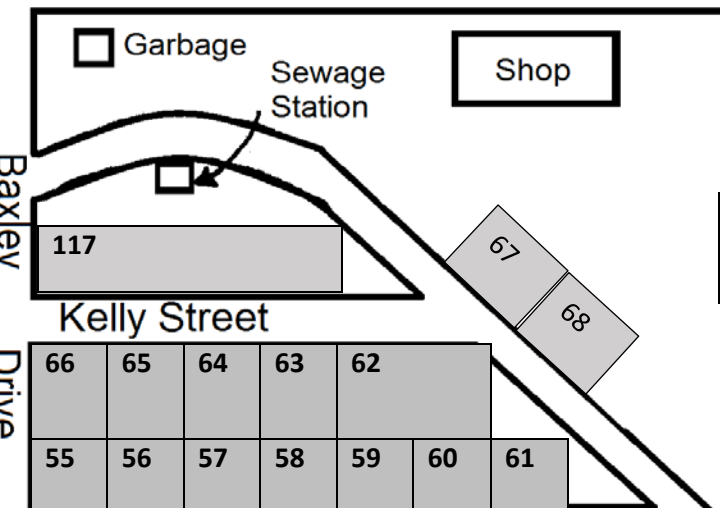 Garbage
Sewage
Station
Shop
Baxley
117
67
68
Kelly Street
Drive
66 65 64 63 62
55 56 57 58 59 60 61